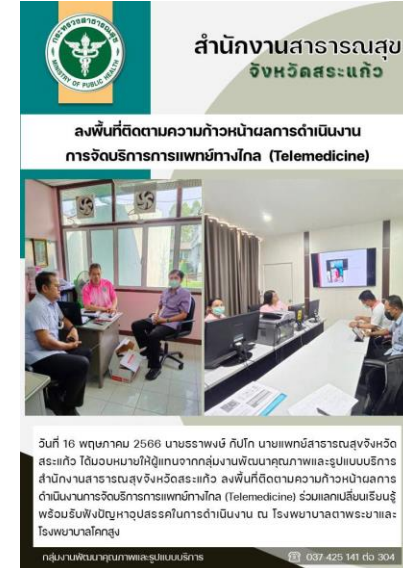 กระทรวงสาธารณสุข
MINISTRY OF PUBLIC HEALTH
สำนักงานสาธารณสุข
จังหวัดสระแก้ว
ลงพื้นที่ติดตามความก้าวหน้าผลการดำเนินงาน
การจัดบริการการแพทย์ทางไกล (Telemedicine)
วันที่ 16 พฤษภาคม 2566 นายธราพงษ์ กัปโก นายแพทย์สาธารณสุขจังหวัด
สระแก้ว ได้มอบหมายให้ผู้แทนจากกลุ่มงานพัฒนาคุณภาพและรูปแบบบริการ
สำนักงานสาธารณสุขจังหวัดสระแก้ว ลงพื้นที่ติดตามความก้าวหน้าผลการ
ดำเนินงานการจัดบริการการแพทย์ทางไกล (Telemedicine) ร่วมแลกเปลี่ยนเรียนรู้
พร้อมรับฟังปัญหาอุปสรรคในการดำเนินงาน ณ โรงพยาบาลตาพระยาและ
โรงพยาบาลโคกสูง
กลุ่มงานพัฒนาคุณภาพและรูปแบบบริการ
037 425 141 ต่อ 304